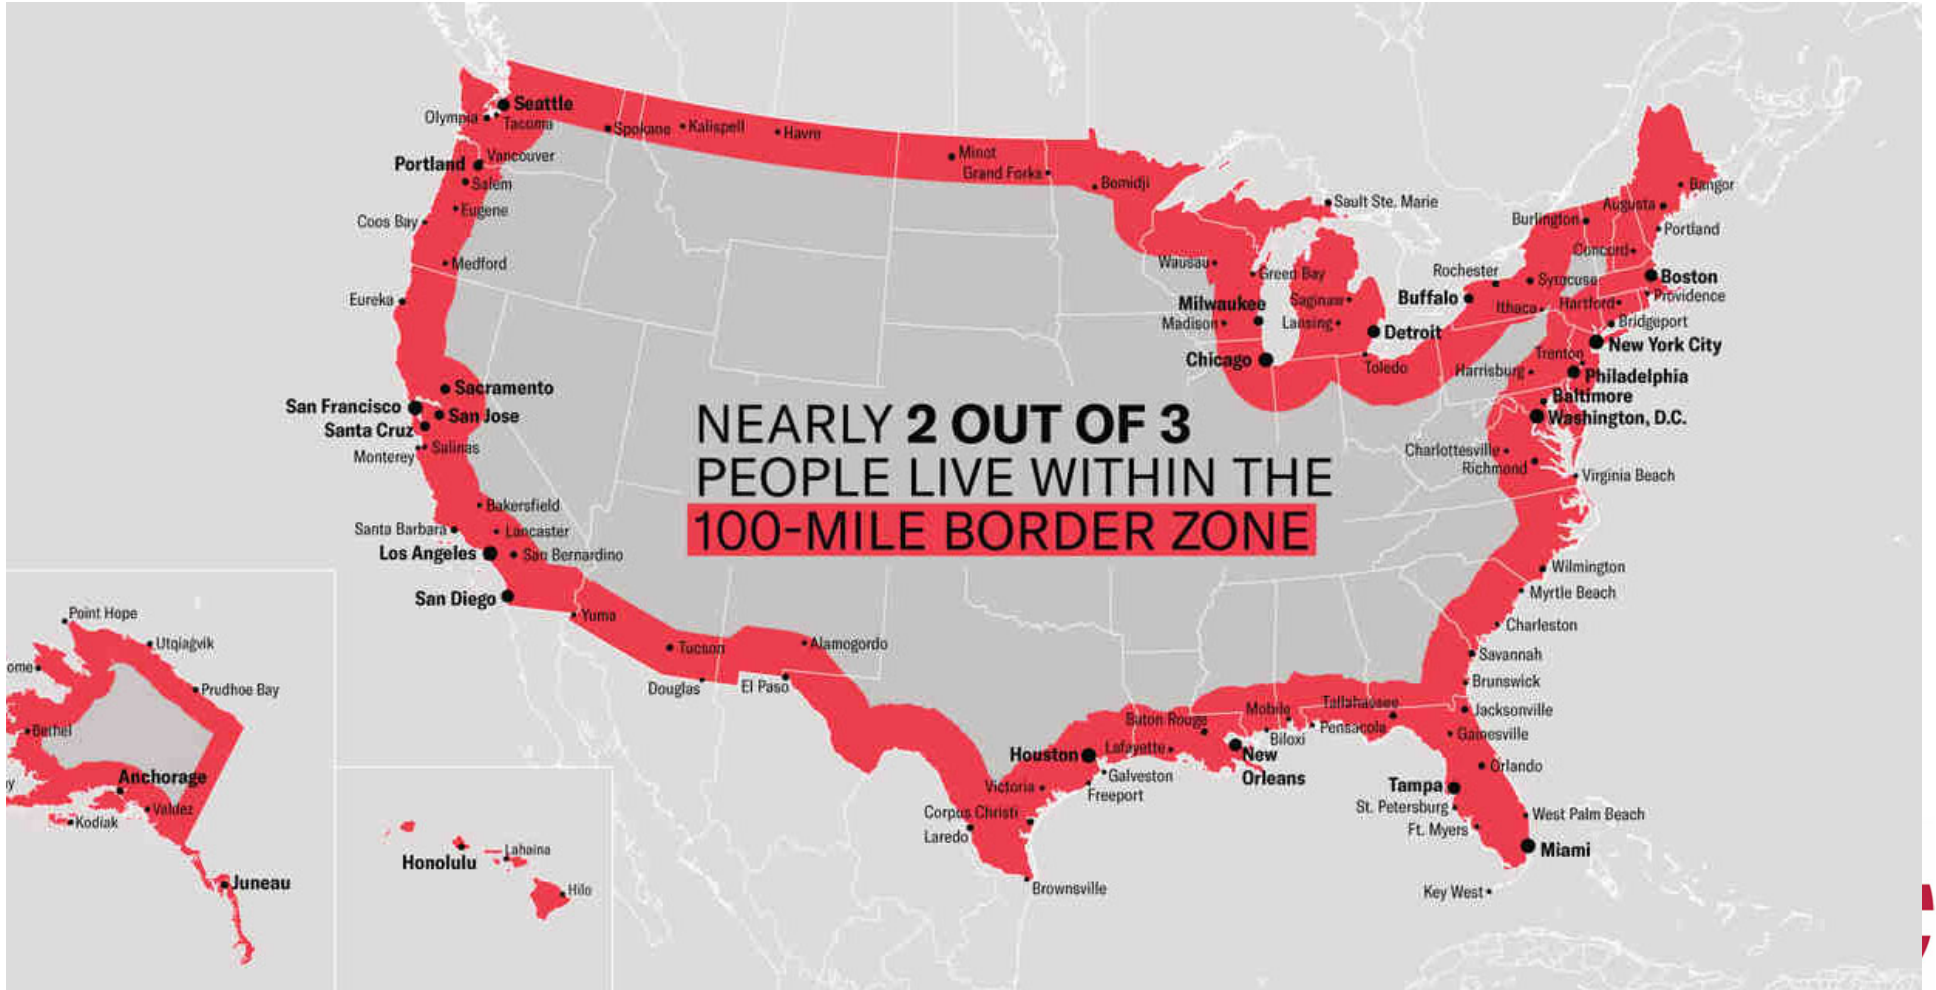 Seattle
Olympia
Tacoma
Spokane
Kalispell
Havre
Portland
Vancouver
Salem
Minot
Grand Forks
Bemidji
Eugene
Coos Bay
Medford
Eureka
Sault Ste. Marie
Bangor
Augusta
Burlington
Portland
Concord
Wausau
Green Bay
Rochester
Syracuse
Boston
Milwaukee
Saginaw
Buffalo
Ithaca
Hartford
Providence
Madison
Lansing
Detroit
Bridgeport
New York City
Chicago
Toledo
Trenton
Harrisburg
Philadelphia
Baltimore
Washington, D.C.
Sacramento
San Francisco
San Jose
Santa Cruz
Salinas
Monterey
NEARLY 2 OUT OF 3
PEOPLE LIVE WITHIN THE
100-MILE BORDER ZONE
Charlottesville
Richmond
Virginia Beach
Bakersfield
Santa Barbara
Lancaster
Los Angeles
San Bernardino
San Diego
Yuma
Wilmington
Myrtle Beach
Charleston
Tucson
Alamogordo
Douglas
El Paso
Savannah
Brunswick
Tallahassee
Jacksonville
Mobile
Baton Rouge
Pensacola
Biloxi
Gainesville
Houston
Lafayette
New
Orleans
Orlando
Galveston
Victoria
Freeport
Tampa
St. Petersburg
West Palm Beach
Corpus Christi
Laredo
Ft. Myers
Miami
Brownsville
Key West
Point Hope
Utqiaġvik
ome
Prudhoe Bay
Bethel
Anchorage
Valdez
Kodiak
Juneau
Lahaina
Honolulu
Hilo